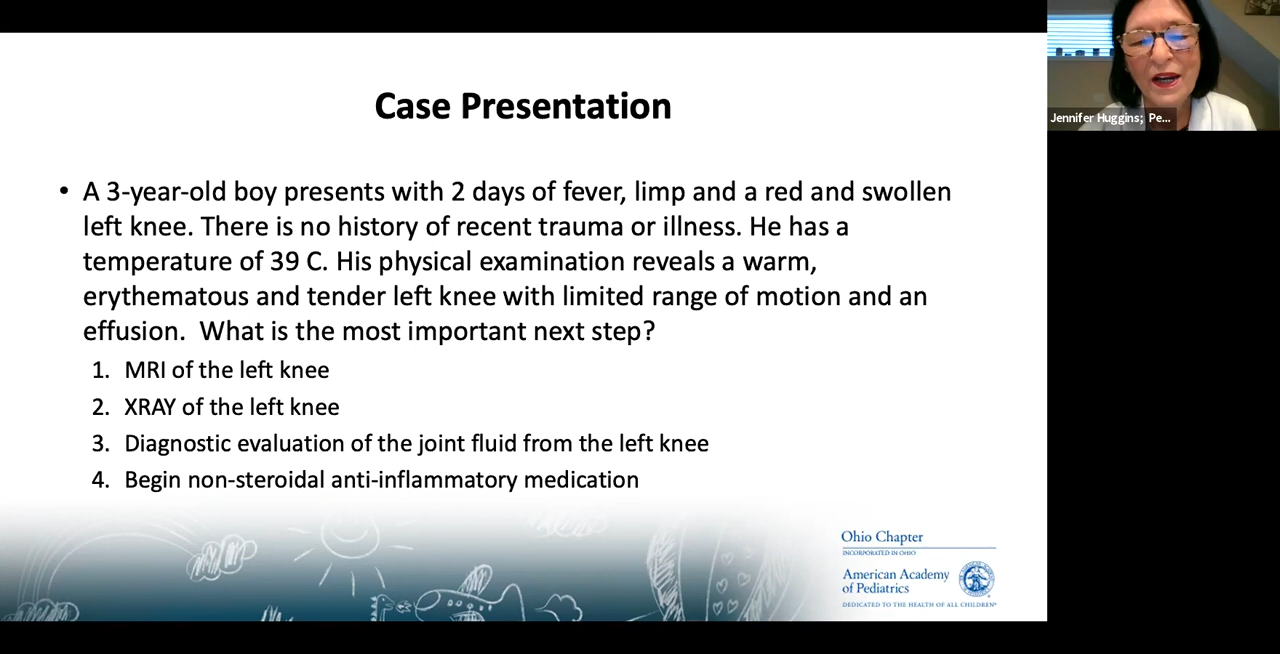 Case Presentation
• A 3-year-old boy presents with 2 days of fever, limp and a red and swollen
left knee. There is no history of recent trauma or illness. He has a
temperature of 39 C. His physical examination reveals a warm,
erythematous and tender left knee with limited range of motion and an
effusion.  What is the most important next step?
1. MRI of the left knee
2. XRAY of the left knee
3. Diagnostic evaluation of the joint fluid from the left knee
4. Begin non-steroidal anti-inflammatory medication
Ohio Chapter
INCORPORATED IN OHIO
American Academy
of Pediatrics
DEDICATED TO THE HEALTH OF ALL CHILDREN®
Jennifer Huggins; Pe...